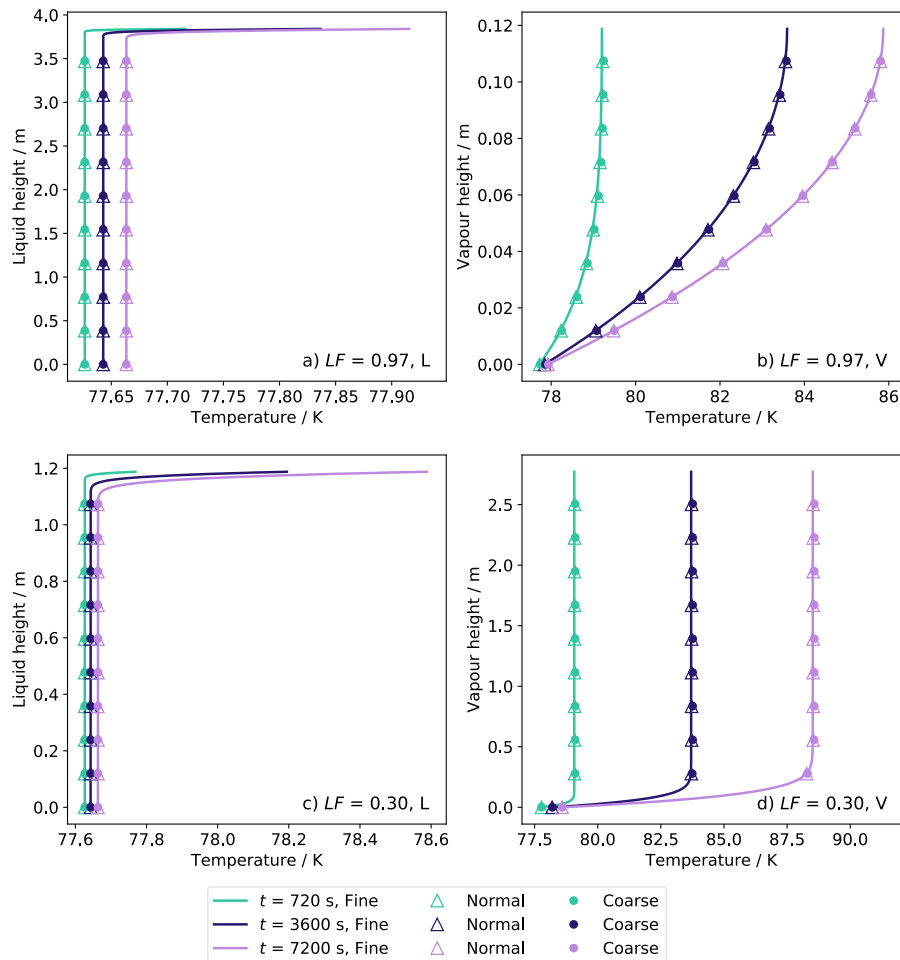 4.0
3.5
3.0
2.5
2.0
1.5
1.0
0.5
0.0
Liquid height / m
a) LF = 0.97, L
77.65 77.70 77.75 77.80 77.85 77.90
Temperature / K
0.12
0.10
0.08
0.06
0.04
0.02
0.00
Vapour height / m
b) LF = 0.97, V
78 80 82 84 86
Temperature / K
1.2
1.0
0.8
0.6
0.4
0.2
0.0
Liquid height / m
c) LF = 0.30, L
77.6 77.8 78.0 78.2 78.4 78.6
Temperature / K
2.5
2.0
1.5
1.0
0.5
0.0
Vapour height / m
d) LF = 0.30, V
77.5 80.0 82.5 85.0 87.5 90.0
Temperature / K
t = 720 s, Fine Normal Coarse
t = 3600 s, Fine Normal Coarse
t = 7200 s, Fine Normal Coarse